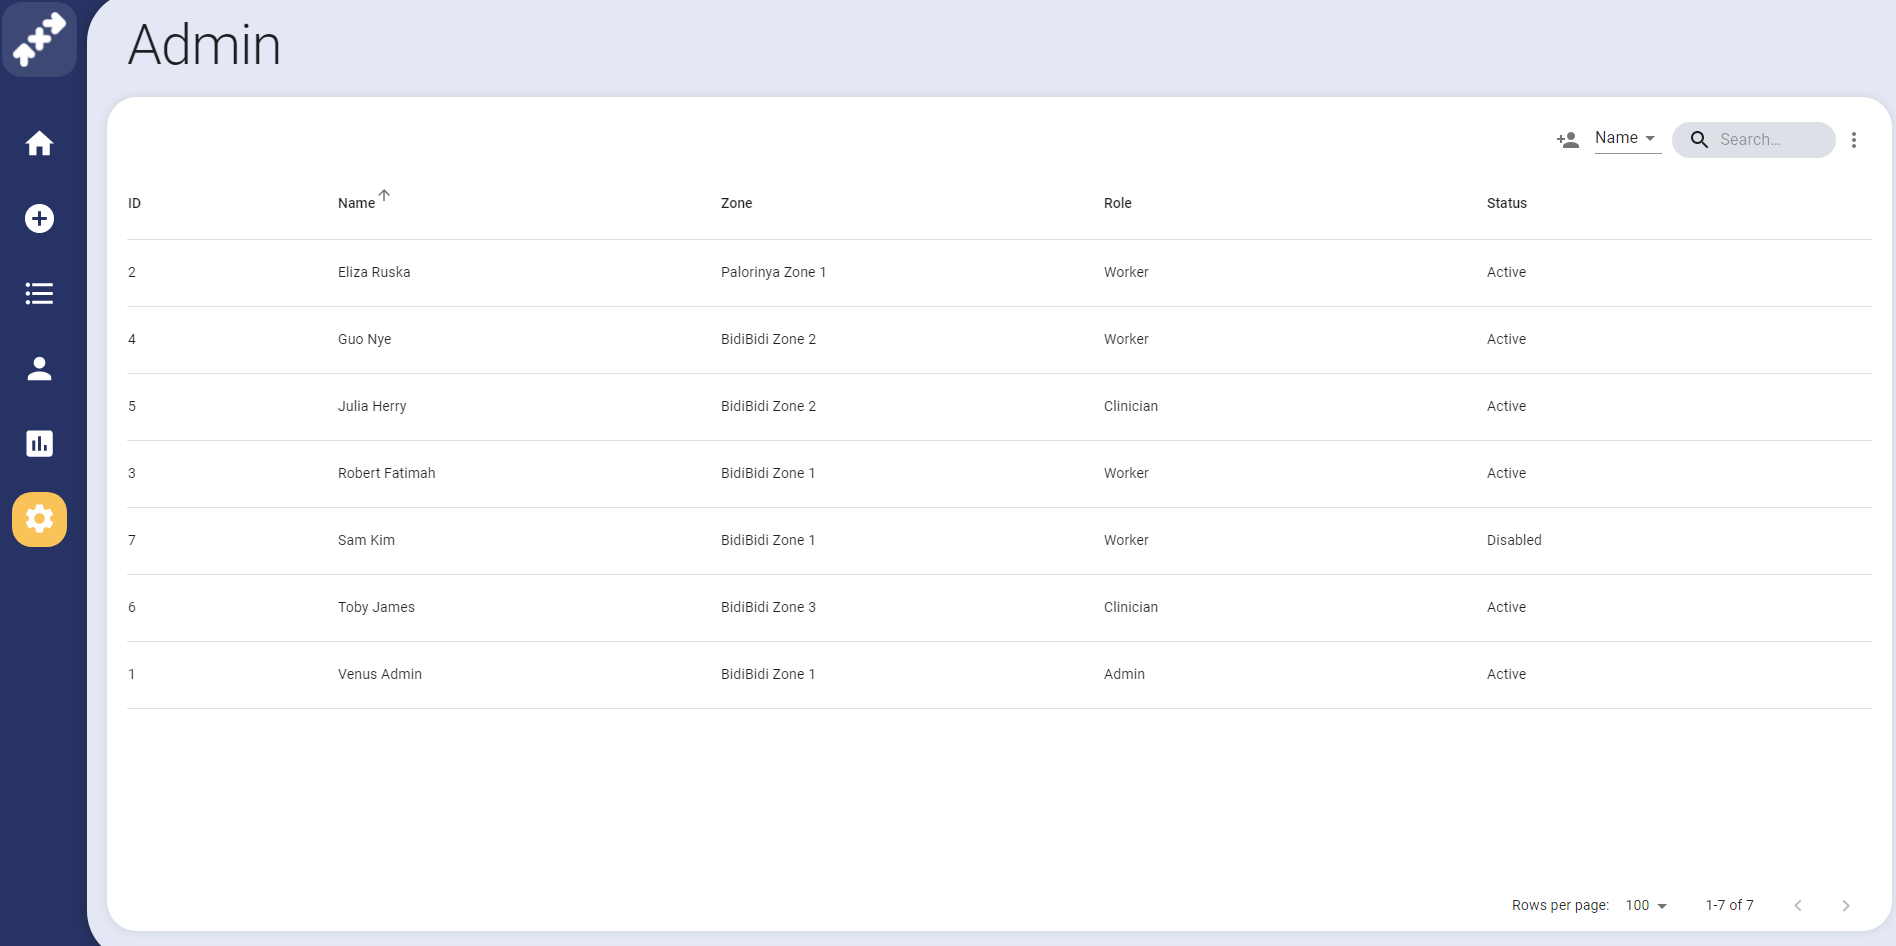 Admin
Name
Search...
ID Name Zone Role Status
2 Eliza Ruska Palorinya Zone 1 Worker Active
4 Guo Nye BidiBidi Zone 2 Worker Active
5 Julia Herry BidiBidi Zone 2 Clinician Active
3 Robert Fatimah BidiBidi Zone 1 Worker Active
7 Sam Kim BidiBidi Zone 1 Worker Disabled
6 Toby James BidiBidi Zone 3 Clinician Active
1 Venus Admin BidiBidi Zone 1 Admin Active
Rows per page: 100 1-7 of 7